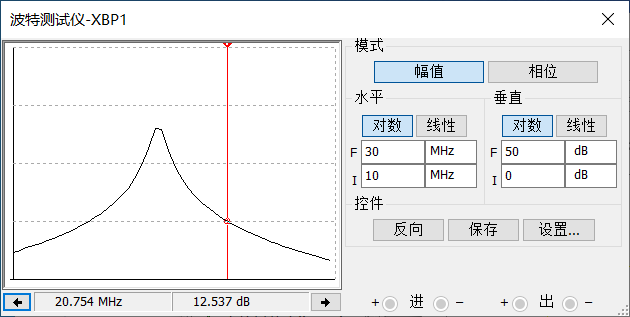 波特测试仪-XBP1
模式
幅值 相位
水平 垂直
对数 线性 对数 线性
F 30 MHz F 50 dB
I 10 MHz I 0 dB
控件
反向 保存 设置...
20.754 MHz 12.537 dB + 进 − + 出 −